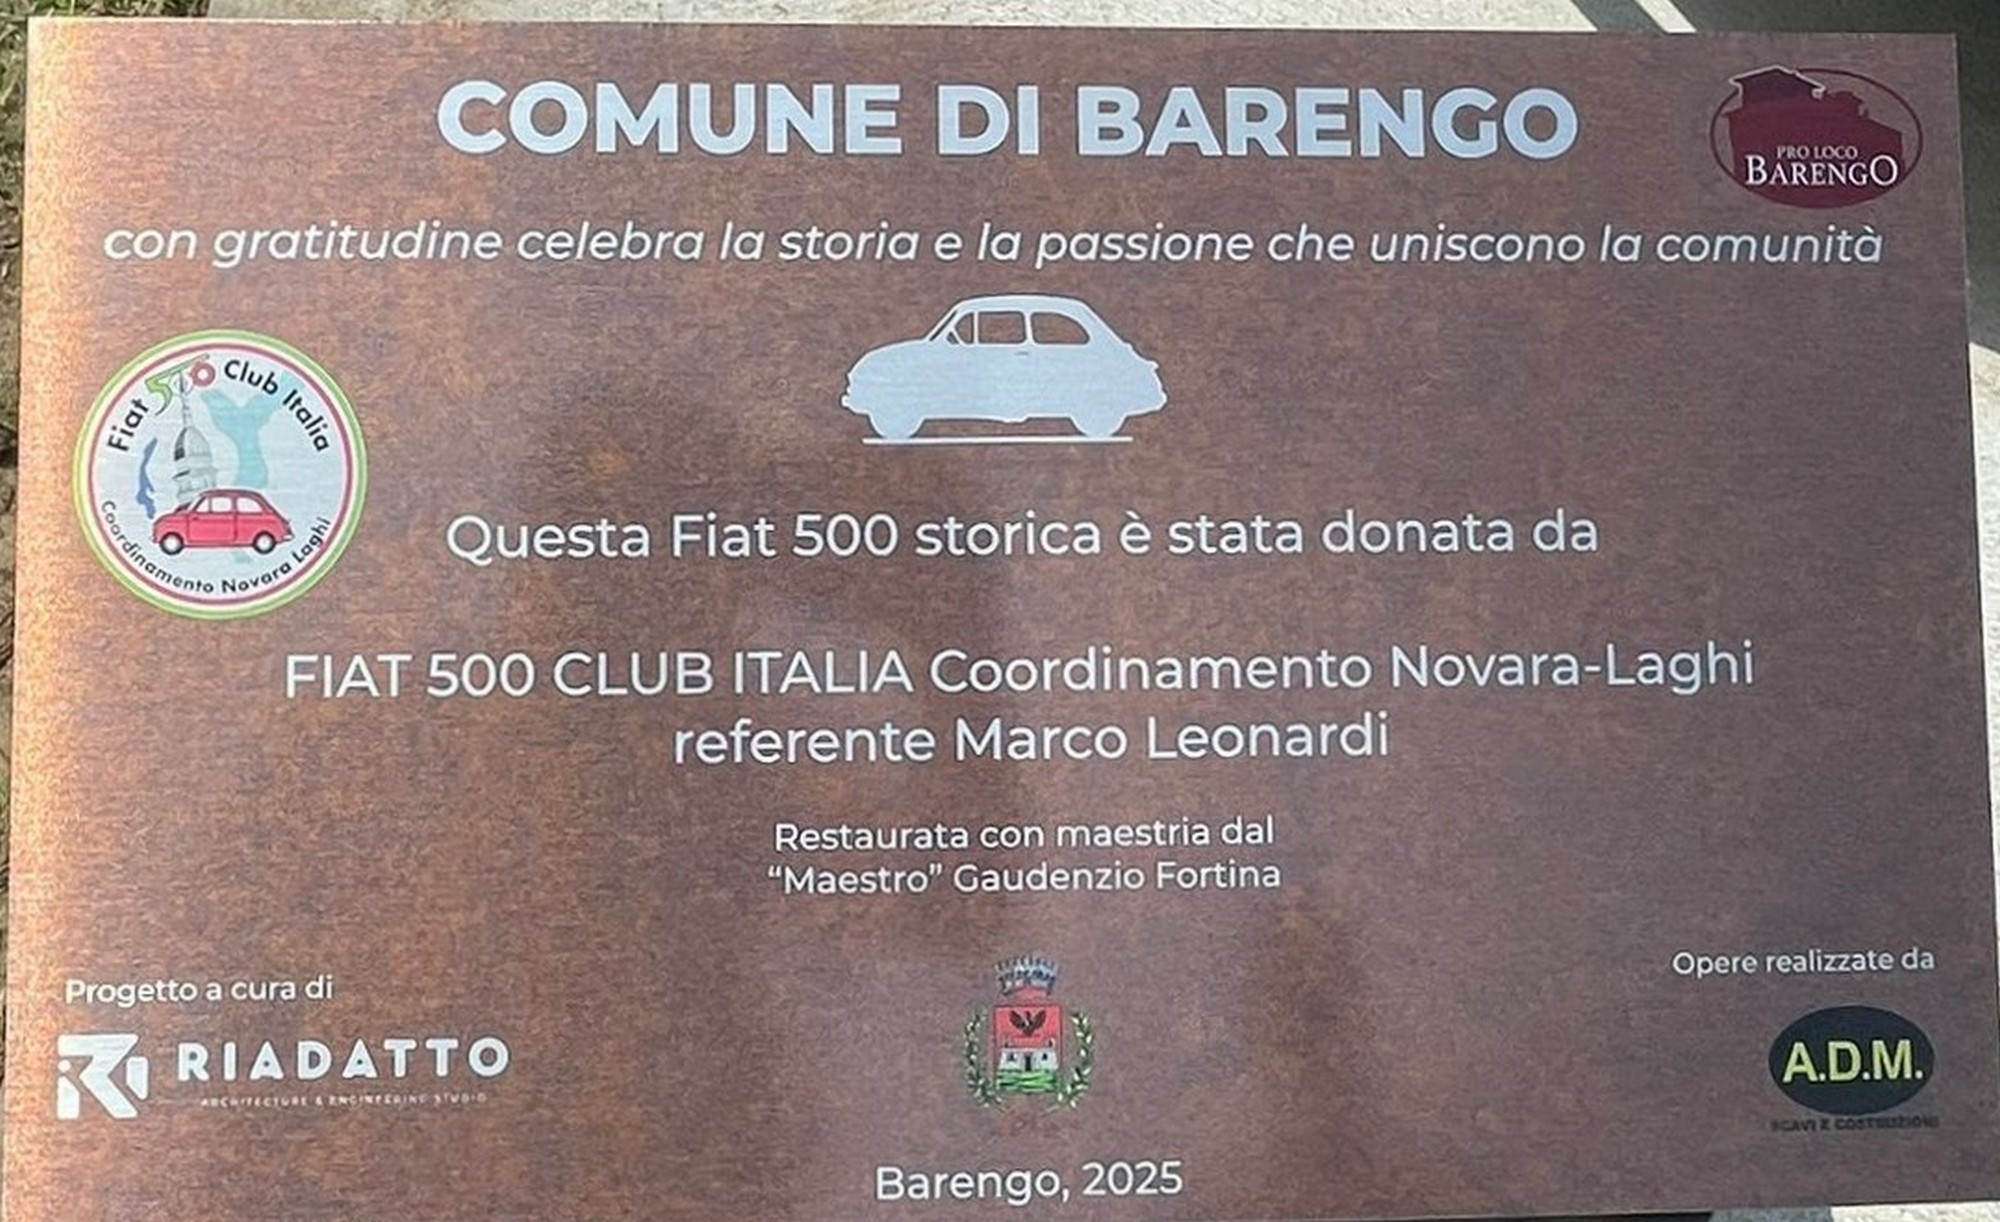 COMUNE DI BARENGO
PRO LOCO
BARENGO
con gratitudine celebra la storia e la passione che uniscono la comunità
Fiat 500 Club Italia
Coordinamento Novara Laghi
Questa Fiat 500 storica è stata donata da
FIAT 500 CLUB ITALIA Coordinamento Novara-Laghi
referente Marco Leonardi
Restaurata con maestria dal
“Maestro” Gaudenzio Fortina
Progetto a cura di
RIADATTO
ARCHITECTURE & ENGINEERING STUDIO
Opere realizzate da
A.D.M.
SCAVI E COSTRUZIONI
Barengo, 2025